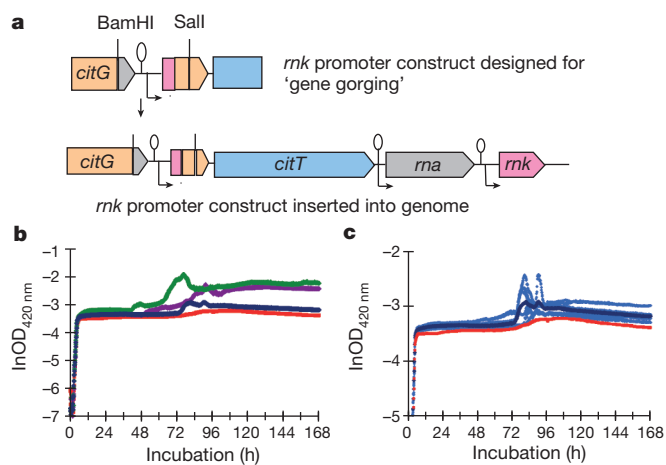 a
BamHI SalI
citG
rnk promoter construct designed for
‘gene gorging’
citG citT rna rnk
rnk promoter construct inserted into genome
b
–1
–2
–3
–4
–5
–6
–7
lnOD420 nm
0 24 48 72 96 120 144 168
Incubation (h)
c
–2
–3
–4
–5
lnOD420 nm
0 24 48 72 96 120 144 168
Incubation (h)